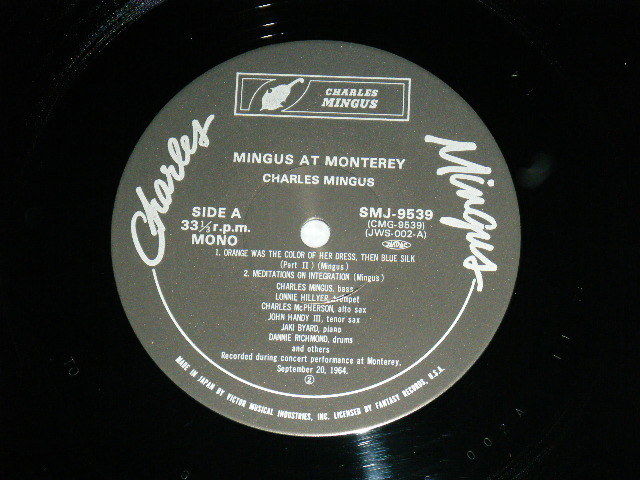 CHARLES
MINGUS
MINGUS AT MONTEREY
CHARLES MINGUS
Charles
Mingus
SIDE A
33⅓ r.p.m.
MONO
SMJ-9539
(CMG-9539)
(JWS-002-A)
1. ORANGE WAS THE COLOR OF HER DRESS, THEN BLUE SILK
(Part II) (Mingus)
2. MEDITATIONS ON INTEGRATION (Mingus)
CHARLES MINGUS, bass
LONNIE HILLYER, trumpet
CHARLES McPHERSON, alto sax
JOHN HANDY III, tenor sax
JAKI BYARD, piano
DANNIE RICHMOND, drums
and others
Recorded during concert performance at Monterey,
September 20, 1964.
②
MADE IN JAPAN BY VICTOR MUSICAL INDUSTRIES, INC. LICENSED BY FANTASY RECORDS, U.S.A.